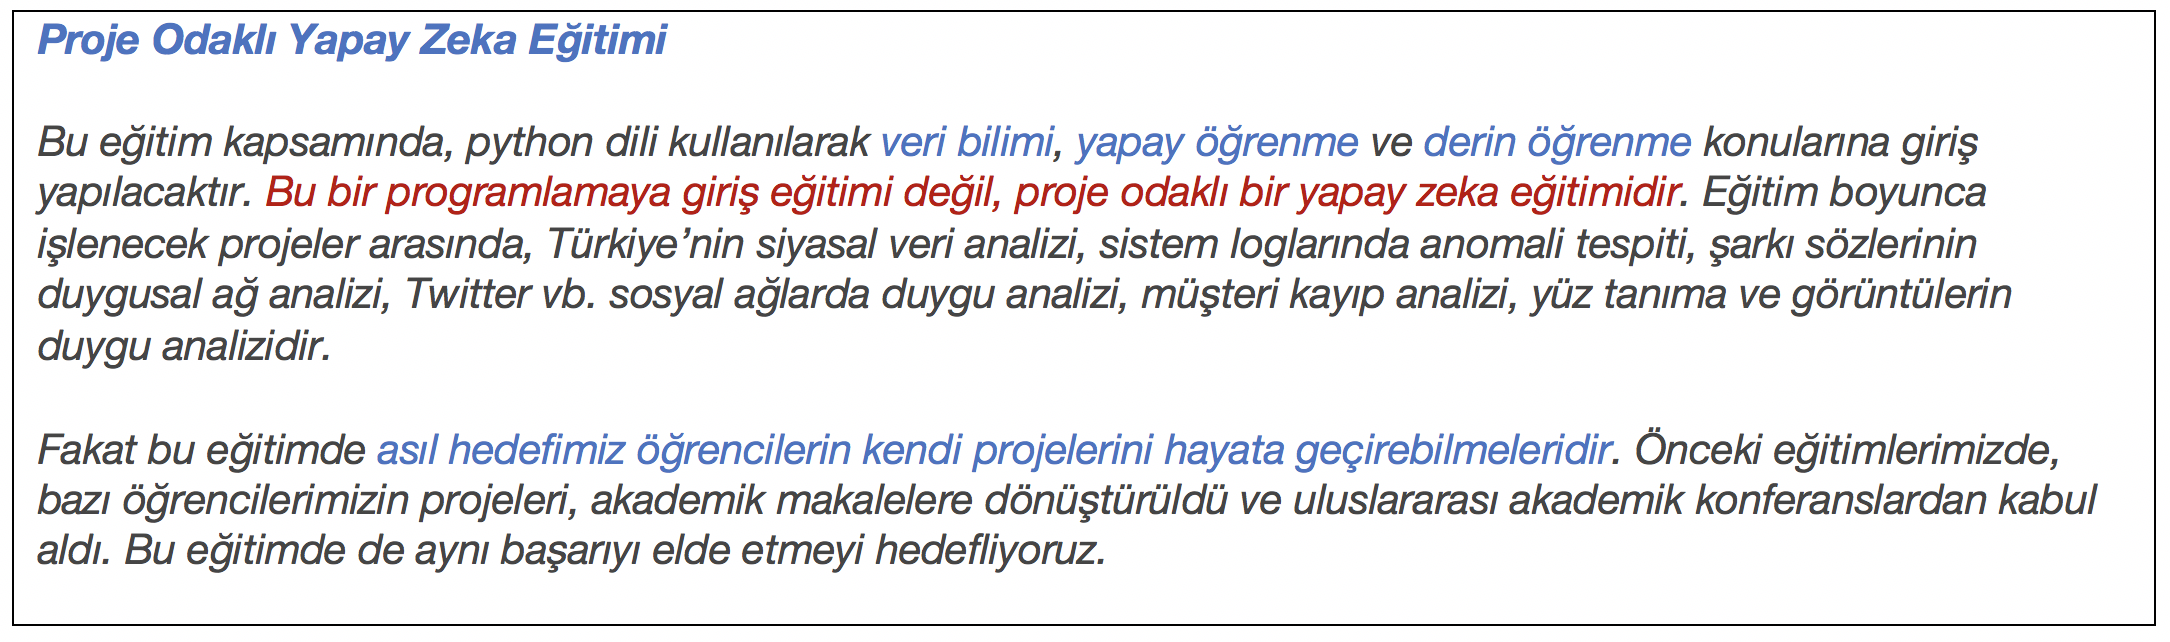 Proje Odaklı Yapay Zeka Eğitimi
Bu eğitim kapsamında, python dili kullanılarak veri bilimi, yapay öğrenme ve derin öğrenme konularına giriş
yapılacaktır. Bu bir programlamaya giriş eğitimi değil, proje odaklı bir yapay zeka eğitimidir. Eğitim boyunca
işlenecek projeler arasında, Türkiye’nin siyasal veri analizi, sistem loglarında anomali tespiti, şarkı sözlerinin
duygusal ağ analizi, Twitter vb. sosyal ağlarda duygu analizi, müşteri kayıp analizi, yüz tanıma ve görüntülerin
duygu analizidir.
Fakat bu eğitimde asıl hedefimiz öğrencilerin kendi projelerini hayata geçirebilmeleridir. Önceki eğitimlerimizde,
bazı öğrencilerimizin projeleri, akademik makalelere dönüştürüldü ve uluslararası akademik konferanslardan kabul
aldı. Bu eğitimde de aynı başarıyı elde etmeyi hedefliyoruz.